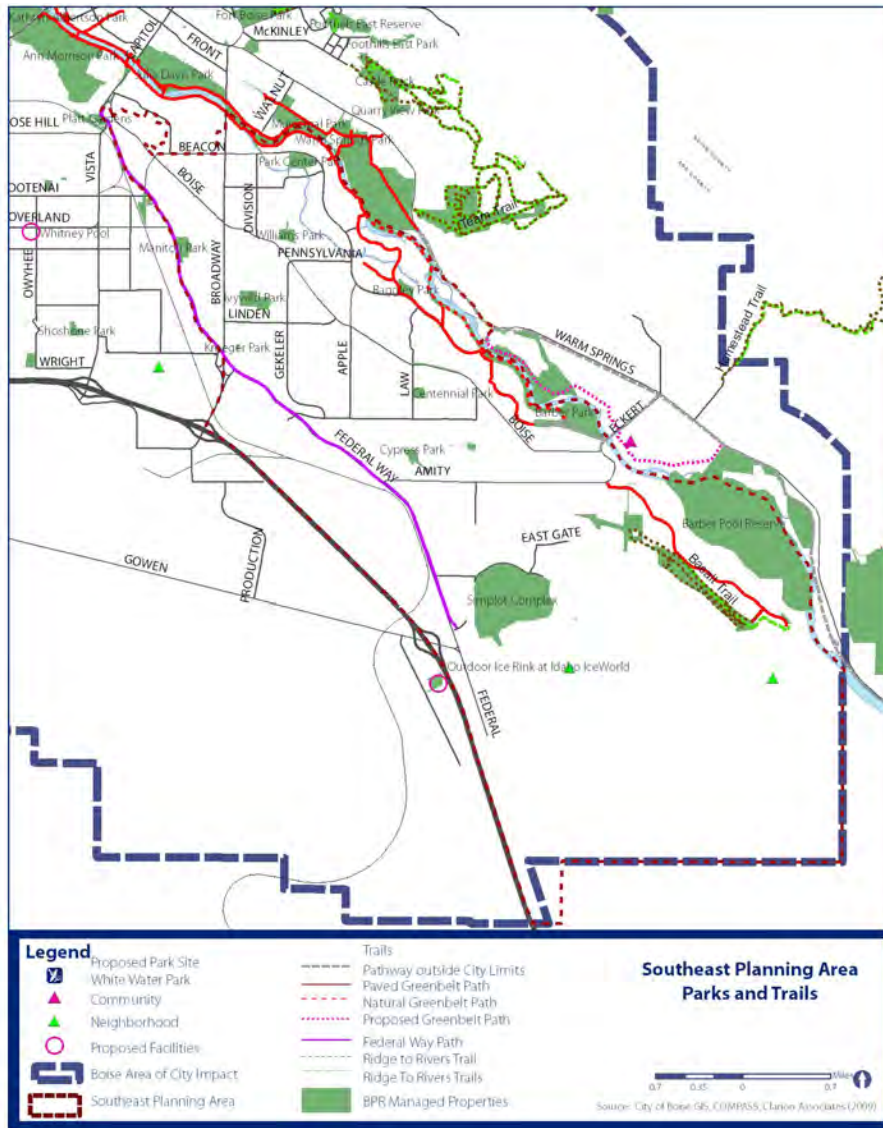 Kathryn Albertson Park
Fort Boise Park
McKINLEY
Foothills East Reserve
Foothills East Park
CAPITOL
FRONT
Ann Morrison Park
Julia Davis Park
Castle Rock
WALNUT
Quarry View Park
Municipal Park
OSE HILL
Platt Gardens
BEACON
Warm Springs Park
Park Center Park
VISTA
BOISE
OOTENAI
DIVISION
OVERLAND
Whitney Pool
Williams Park
Manitou Park
PENNSYLVANIA
Tram Trail
OWYHEE
BROADWAY
Baggley Park
Ivywild Park
LINDEN
Shoshone Park
GEKELER
APPLE
WARM SPRINGS
Homestead Trail
WRIGHT
Krueger Park
LAW
Centennial Park
BOISE
Barber Park
ECKERT
FEDERAL WAY
Cypress Park
AMITY
Barber Pool Reserve
EAST GATE
GOWEN
PRODUCTION
Basalt Trail
Simplot Complex
Outdoor Ice Rink at Idaho IceWorld
FEDERAL
Legend
Proposed Park Site
White Water Park
Community
Neighborhood
Proposed Facilities
Boise Area of City Impact
Southeast Planning Area
Trails
Pathway outside City Limits
Paved Greenbelt Path
Natural Greenbelt Path
Proposed Greenbelt Path
Federal Way Path
Ridge to Rivers Trail
Ridge To Rivers Trails
BPR Managed Properties
Southeast Planning Area
Parks and Trails
Miles
0.7 0.35 0 0.7
Source: City of Boise GIS, COMPASS, Clarion Associates (2009)